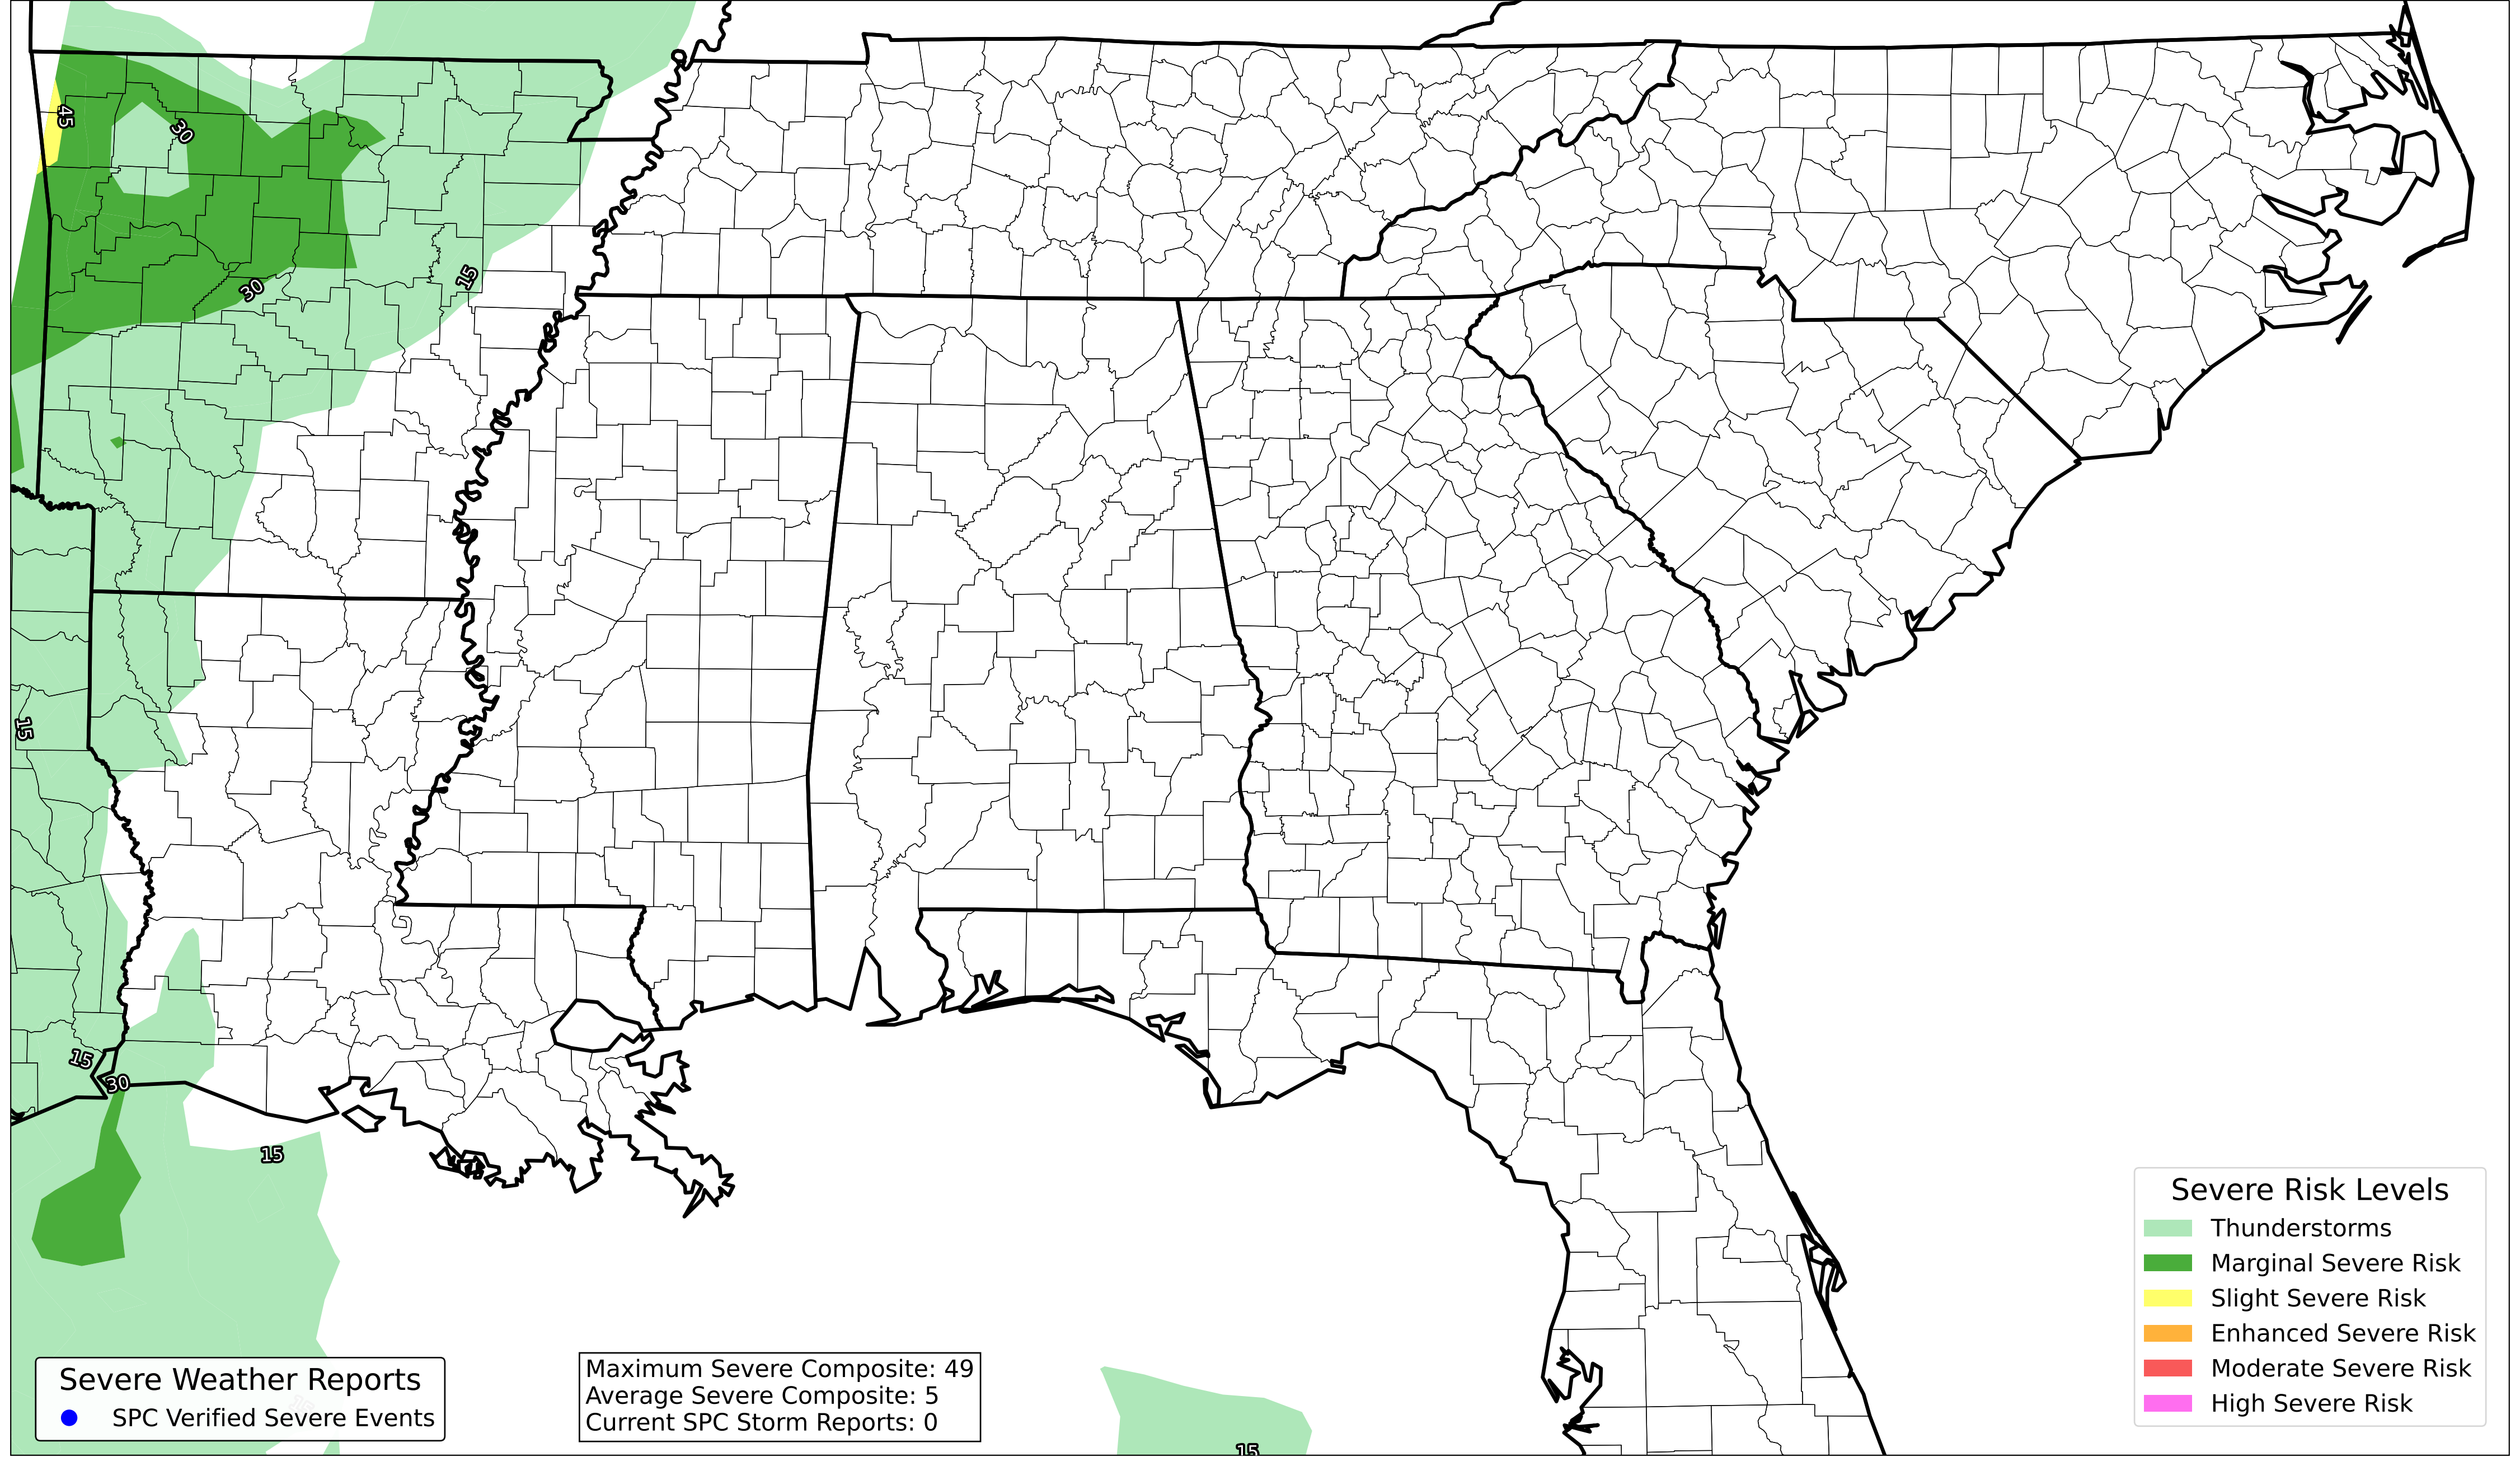 45
30
30
15
15
15
30
15
15
Severe Risk Levels
Thunderstorms
Marginal Severe Risk
Slight Severe Risk
Enhanced Severe Risk
Moderate Severe Risk
High Severe Risk
Severe Weather Reports
SPC Verified Severe Events
Maximum Severe Composite: 49
Average Severe Composite: 5
Current SPC Storm Reports: 0